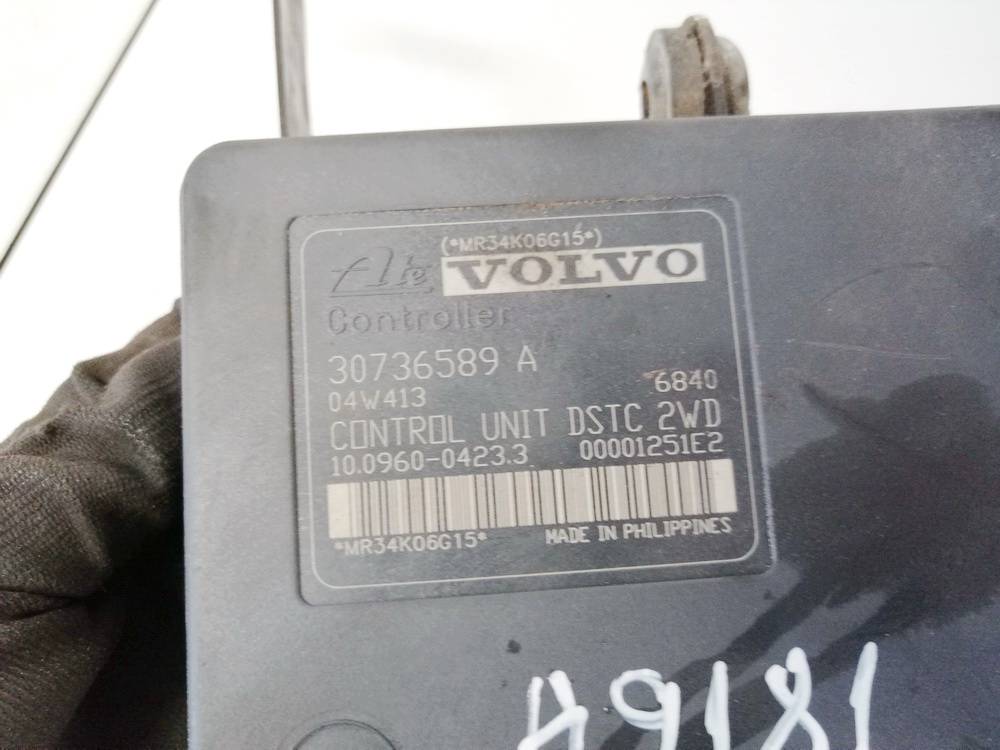 (*MR34K06G15*)
Ate VOLVO
Controller
30736589 A
04W413 6840
CONTROL UNIT DSTC 2WD
10.0960-0423.3 00001251E2
*MR34K06G15* MADE IN PHILIPPINES
A9181